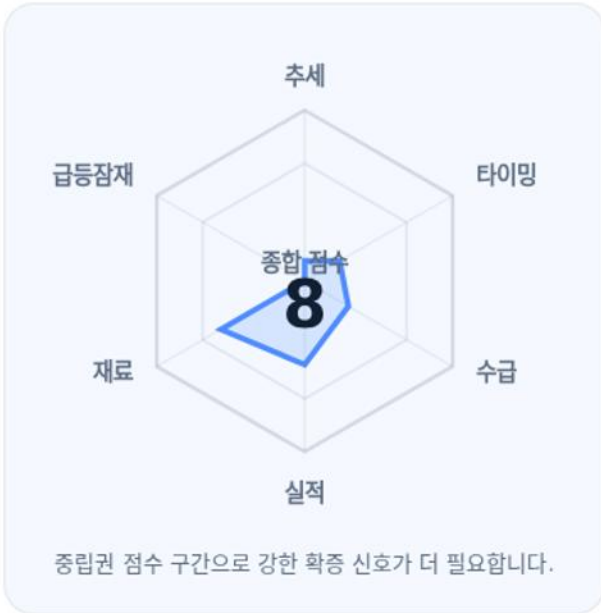 추세
급등잠재
타이밍
종합 점수
8
재료
수급
실적
중립권 점수 구간으로 강한 확증 신호가 더 필요합니다.